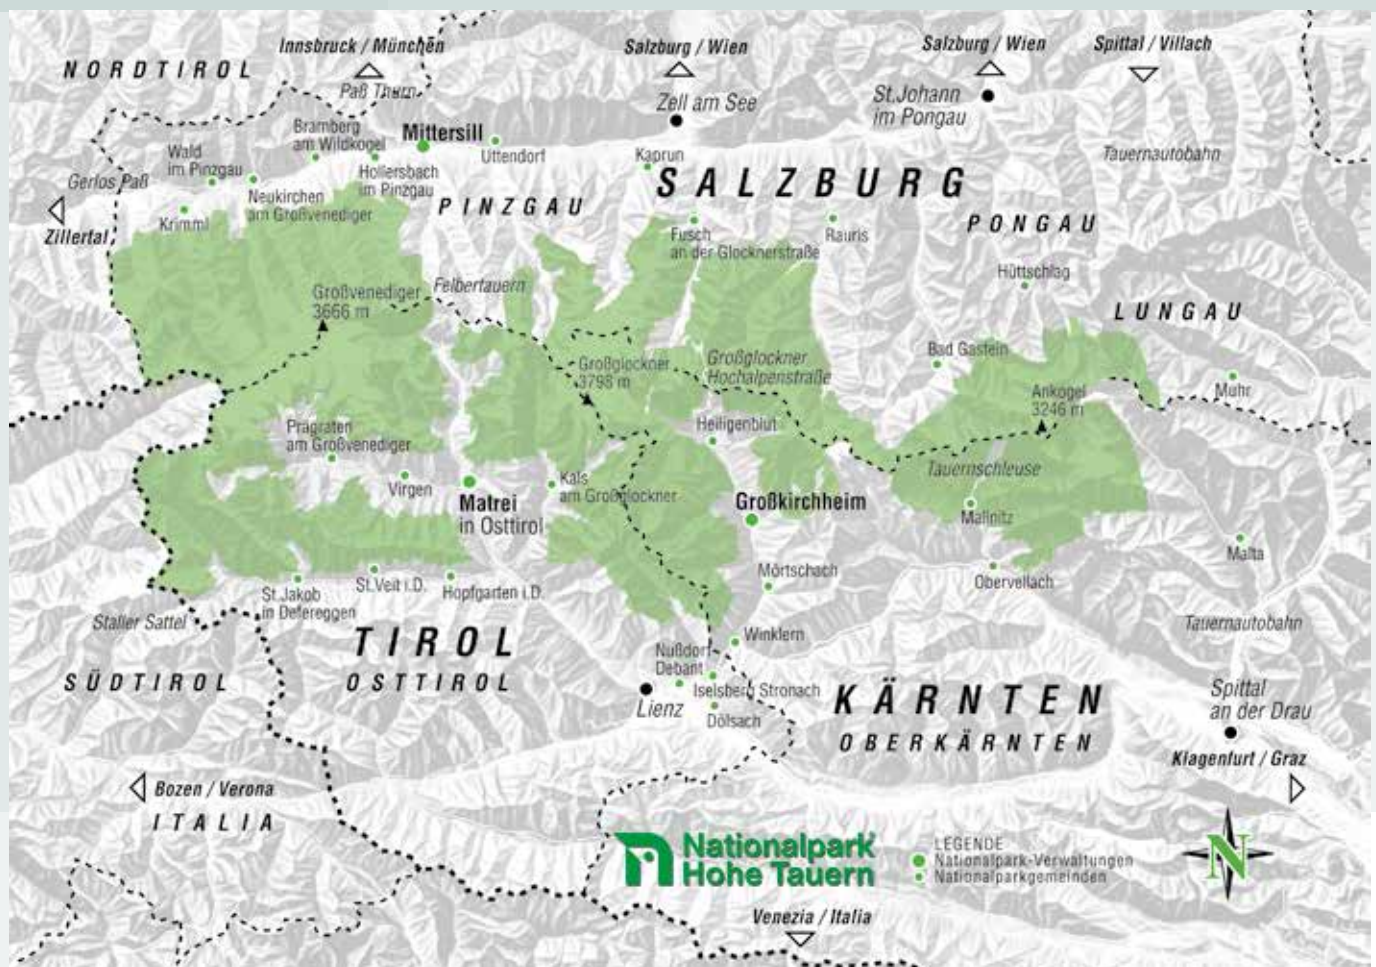 Innsbruck / München
Salzburg / Wien
Salzburg / Wien
Spittal / Villach
NORDTIROL
Paß Thurn
Zell am See
St.Johann
im Pongau
Bramberg
am Wildkogel
Mittersill
Uttendorf
Wald
im Pinzgau
Kaprun
Tauernautobahn
Gerlos Paß
Hollersbach
im Pinzgau
Neukirchen
am Großvenediger
SALZBURG
PINZGAU
Krimml
Zillertal
Fusch
an der Glocknerstraße
Rauris
PONGAU
Hüttschlag
Großvenediger
3666 m
Felbertauern
LUNGAU
Großglockner
3798 m
Großglockner
Hochalpenstraße
Bad Gastein
Ankogel
3246 m
Muhr
Prägraten
am Großvenediger
Heiligenblut
Virgen
Matrei
in Osttirol
Kals
am Großglockner
Tauernschleuse
Großkirchheim
Mallnitz
Malta
St.Jakob
in Defereggen
St.Veit i.D.
Hopfgarten i.D.
Mörtschach
Obervellach
Staller Sattel
Tauernautobahn
TIROL
OSTTIROL
Winklern
Nußdorf
Debant
Iselsberg Stronach
Lienz
Dölsach
SÜDTIROL
KÄRNTEN
OBERKÄRNTEN
Spittal
an der Drau
Klagenfurt / Graz
Bozen / Verona
ITALIA
Nationalpark
Hohe Tauern
LEGENDE
Nationalpark-Verwaltungen
Nationalparkgemeinden
N
Venezia / Italia